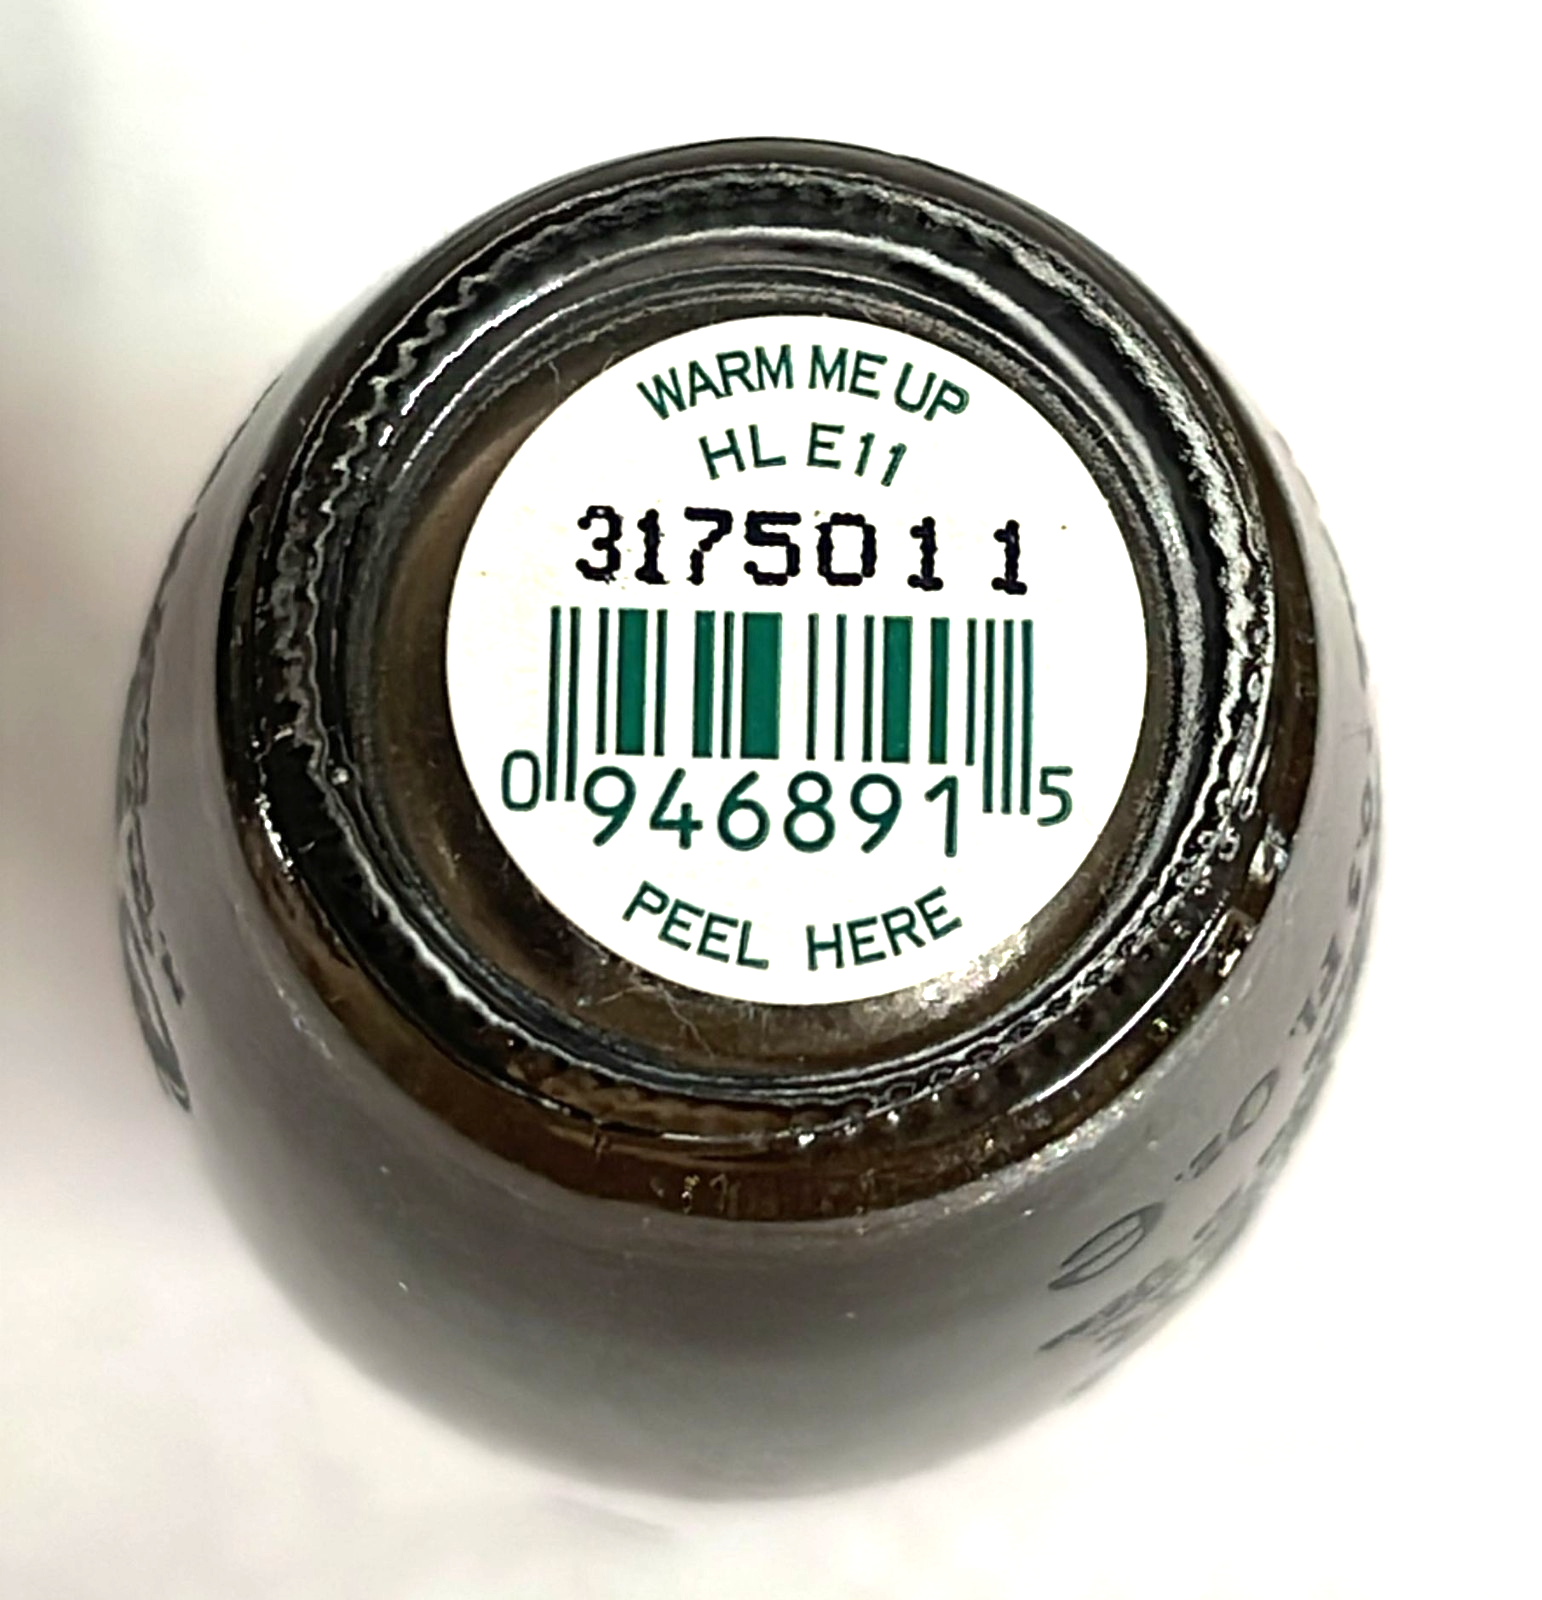 WARM ME UP
HL E11
3175011
0 946891 5
PEEL HERE